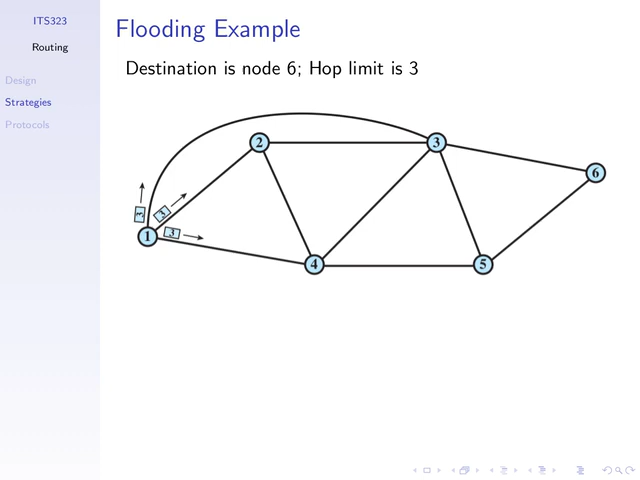 ITS323
Routing
Design
Strategies
Protocols
Flooding Example
Destination is node 6; Hop limit is 3
2
3
6
3
3
1
3
4
5